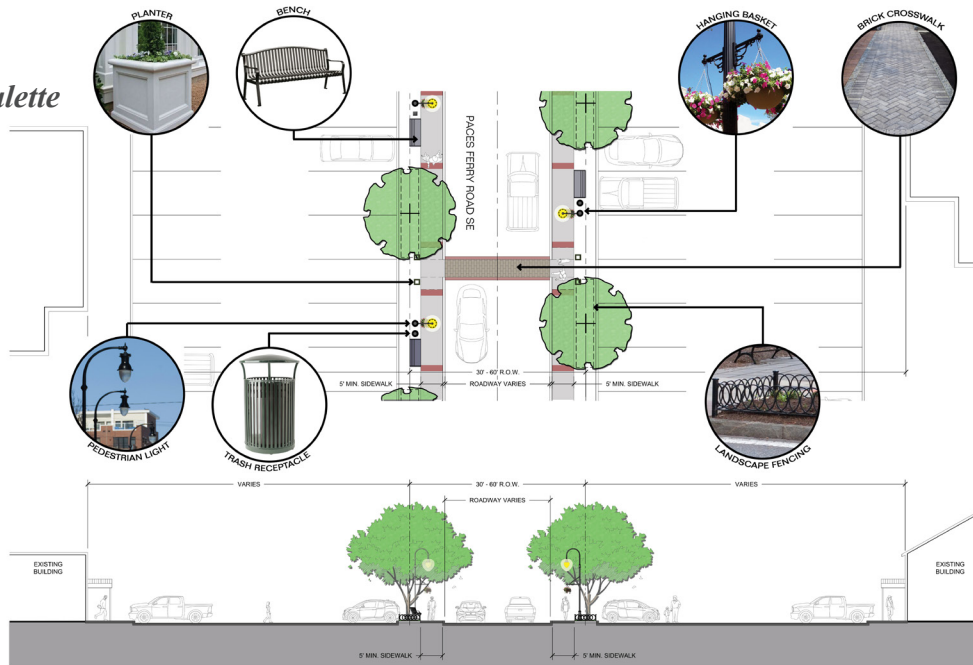 PLANTER
BENCH
HANGING BASKET
BRICK CROSSWALK
alette
PACES FERRY ROAD SE
30' - 60' R.O.W.
5' MIN. SIDEWALK
ROADWAY VARIES
5' MIN. SIDEWALK
PEDESTRIAN LIGHT
TRASH RECEPTACLE
LANDSCAPE FENCING
VARIES
30' - 60' R.O.W.
VARIES
ROADWAY VARIES
EXISTING
BUILDING
EXISTING
BUILDING
5' MIN. SIDEWALK
5' MIN. SIDEWALK